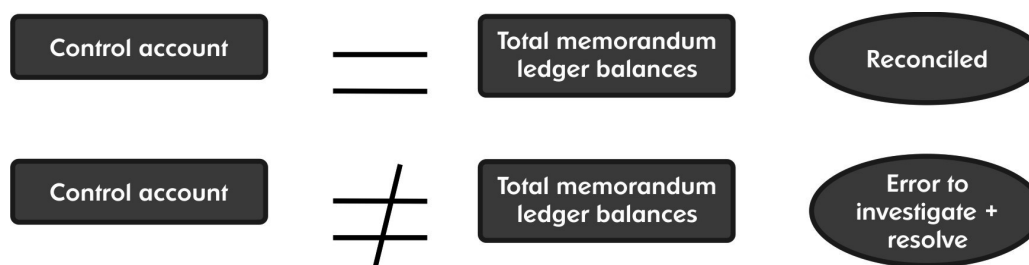 Control account
Total memorandum
ledger balances
Reconciled
Control account
Total memorandum
ledger balances
Error to
investigate +
resolve